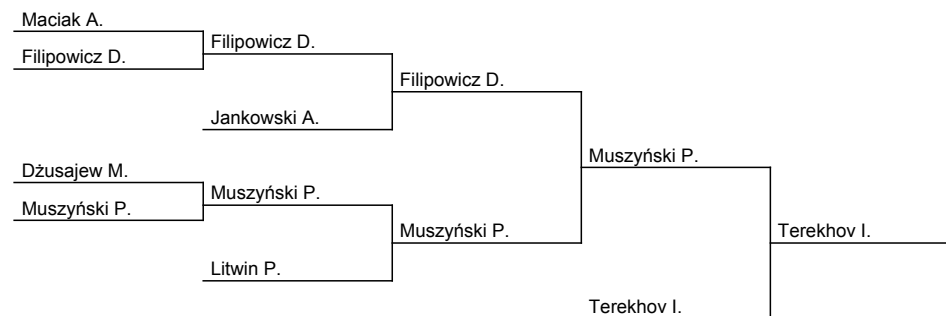 Maciak A.
Filipowicz D.
Filipowicz D.
Filipowicz D.
Jankowski A.
Muszyński P.
Dżusajew M.
Muszyński P.
Muszyński P.
Muszyński P.
Terekhov I.
Litwin P.
Terekhov I.